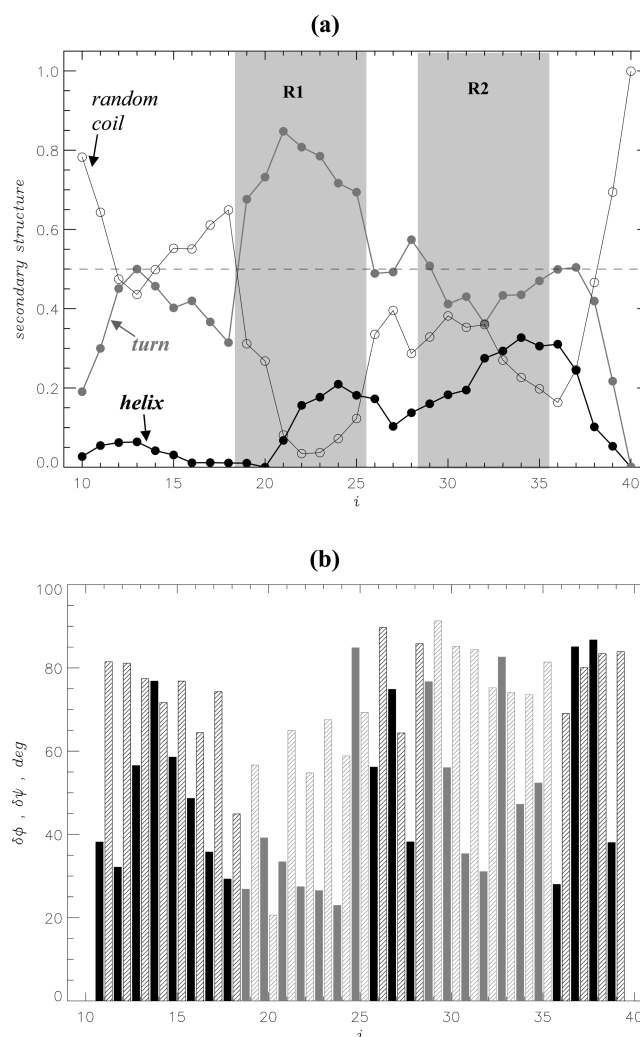 (a)
1.0
0.8
0.6
0.4
0.2
0.0
secondary structure
random
coil
turn
helix
R1
R2
10 15 20 25 30 35 40
i
(b)
100
80
60
40
20
0
δφ , δψ , deg
10 15 20 25 30 35 40
i